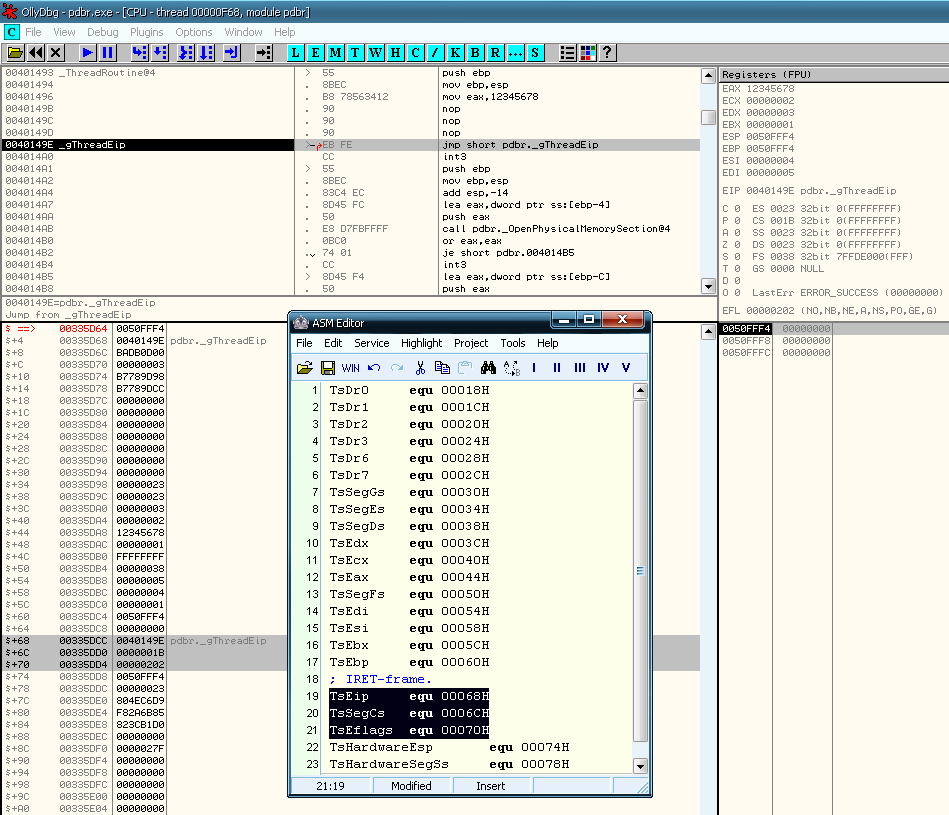 OllyDbg - pdbr.exe - [CPU - thread 00000F68, module pdbr]
C File View Debug Plugins Options Window Help
L E M T W H C / K B R ... S ?
00401493 _ThreadRoutine@4 > 55 push ebp
00401494 . 8BEC mov ebp,esp
00401496 . B8 78563412 mov eax,12345678
0040149B . 90 nop
0040149C . 90 nop
0040149D . 90 nop
0040149E _gThreadEip > EB FE jmp short pdbr._gThreadEip
004014A0 CC int3
004014A1 > 55 push ebp
004014A2 . 8BEC mov ebp,esp
004014A4 . 83C4 EC add esp,-14
004014A7 . 8D45 FC lea eax,dword ptr ss:[ebp-4]
004014AA . 50 push eax
004014AB . E8 D7FBFFFF call pdbr._OpenPhysicalMemorySection@4
004014B0 . 0BC0 or eax,eax
004014B2 . 74 01 je short pdbr.004014B5
004014B4 . CC int3
004014B5 > 8D45 F4 lea eax,dword ptr ss:[ebp-C]
004014B8 . 50 push eax
Registers (FPU)
EAX 12345678
ECX 00000002
EDX 00000003
EBX 00000001
ESP 0050FFF4
EBP 0050FFF4
ESI 00000004
EDI 00000005
EIP 0040149E pdbr._gThreadEip
C 0 ES 0023 32bit 0(FFFFFFFF)
P 0 CS 001B 32bit 0(FFFFFFFF)
A 0 SS 0023 32bit 0(FFFFFFFF)
Z 0 DS 0023 32bit 0(FFFFFFFF)
S 0 FS 0038 32bit 7FFDE000(FFF)
T 0 GS 0000 NULL
D 0
O 0 LastErr ERROR_SUCCESS (00000000)
EFL 00000202 (NO,NB,NE,A,NS,PO,GE,G)
0040149E=pdbr._gThreadEip
Jump from _gThreadEip
$ ==> 00335D64 0050FFF4
$+4 00335D68 0040149E pdbr._gThreadEip
$+8 00335D6C BADB0D00
$+C 00335D70 00000003
$+10 00335D74 B7789D98
$+14 00335D78 B7789DCC
$+18 00335D7C 00000000
$+1C 00335D80 00000000
$+20 00335D84 00000000
$+24 00335D88 00000000
$+28 00335D8C 00000000
$+2C 00335D90 00000000
$+30 00335D94 00000000
$+34 00335D98 00000023
$+38 00335D9C 00000023
$+3C 00335DA0 00000003
$+40 00335DA4 00000002
$+44 00335DA8 12345678
$+48 00335DAC 00000001
$+4C 00335DB0 FFFFFFFF
$+50 00335DB4 00000038
$+54 00335DB8 00000005
$+58 00335DBC 00000004
$+5C 00335DC0 00000001
$+60 00335DC4 0050FFF4
$+64 00335DC8 00000000
$+68 00335DCC 0040149E pdbr._gThreadEip
$+6C 00335DD0 0000001B
$+70 00335DD4 00000202
$+74 00335DD8 0050FFF4
$+78 00335DDC 00000023
$+7C 00335DE0 804EC6D9
$+80 00335DE4 F82A6B85
$+84 00335DE8 823CB1D0
$+88 00335DEC 00000000
$+8C 00335DF0 0000027F
$+90 00335DF4 00000000
$+94 00335DF8 00000000
$+98 00335DFC 00000000
$+9C 00335E00 00000000
$+A0 00335E04 00000000
0050FFF4 00000000
0050FFF8 00000000
0050FFFC 00000000
ASM Editor
File Edit Service Highlight Project Tools Help
WIN I II III IV V
1 TsDr0 equ 00018H
2 TsDr1 equ 0001CH
3 TsDr2 equ 00020H
4 TsDr3 equ 00024H
5 TsDr6 equ 00028H
6 TsDr7 equ 0002CH
7 TsSegGs equ 00030H
8 TsSegEs equ 00034H
9 TsSegDs equ 00038H
10 TsEdx equ 0003CH
11 TsEcx equ 00040H
12 TsEax equ 00044H
13 TsSegFs equ 00050H
14 TsEdi equ 00054H
15 TsEsi equ 00058H
16 TsEbx equ 0005CH
17 TsEbp equ 00060H
18 ; IRET-frame.
19 TsEip equ 00068H
20 TsSegCs equ 0006CH
21 TsEflags equ 00070H
22 TsHardwareEsp equ 00074H
23 TsHardwareSegSs equ 00078H
21:19 Modified Insert